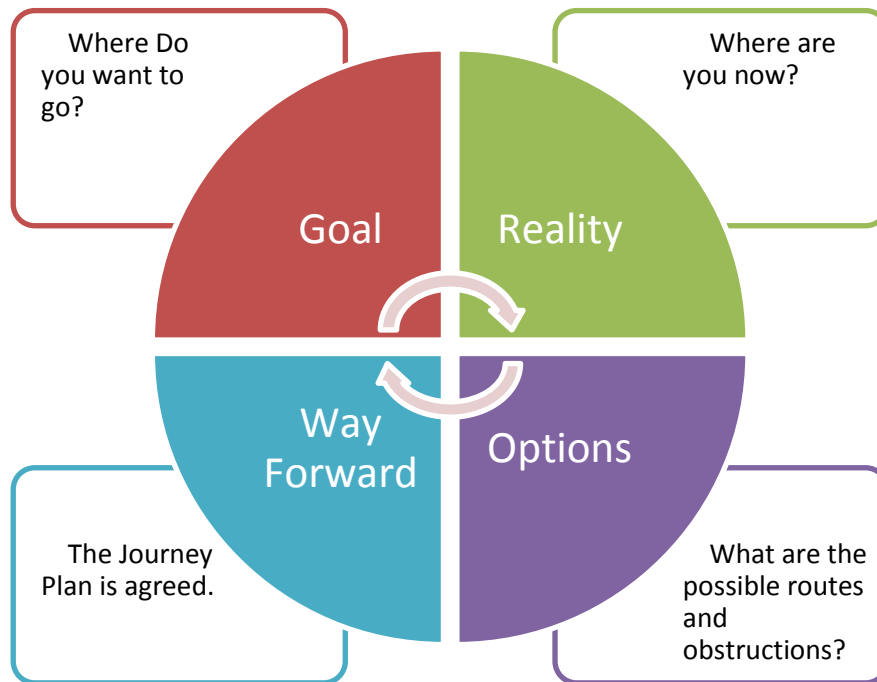 Where Do
you want to
go?
Where are
you now?
Goal
Reality
Way
Forward
Options
The Journey
Plan is agreed.
What are the
possible routes
and
obstructions?